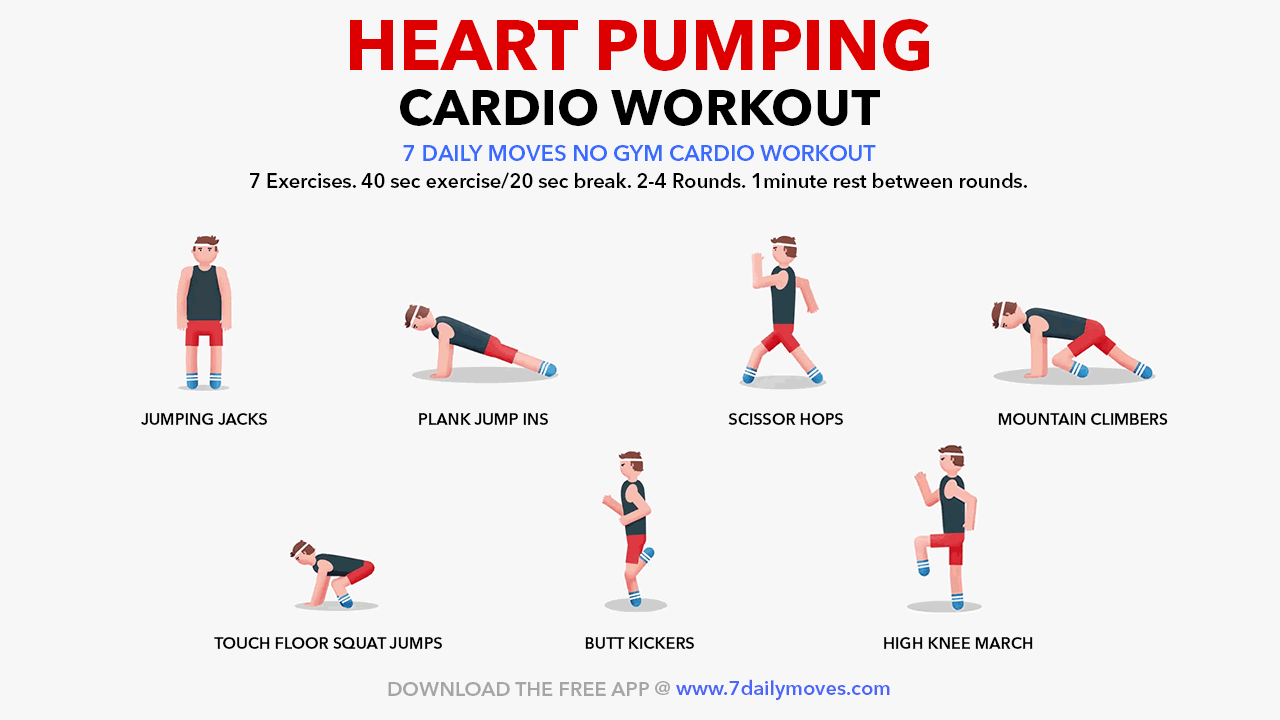 HEART PUMPING
CARDIO WORKOUT
7 DAILY MOVES NO GYM CARDIO WORKOUT
7 Exercises. 40 sec exercise/20 sec break. 2-4 Rounds. 1minute rest between rounds.
JUMPING JACKS
PLANK JUMP INS
SCISSOR HOPS
MOUNTAIN CLIMBERS
TOUCH FLOOR SQUAT JUMPS
BUTT KICKERS
HIGH KNEE MARCH
DOWNLOAD THE FREE APP @ www.7dailymoves.com